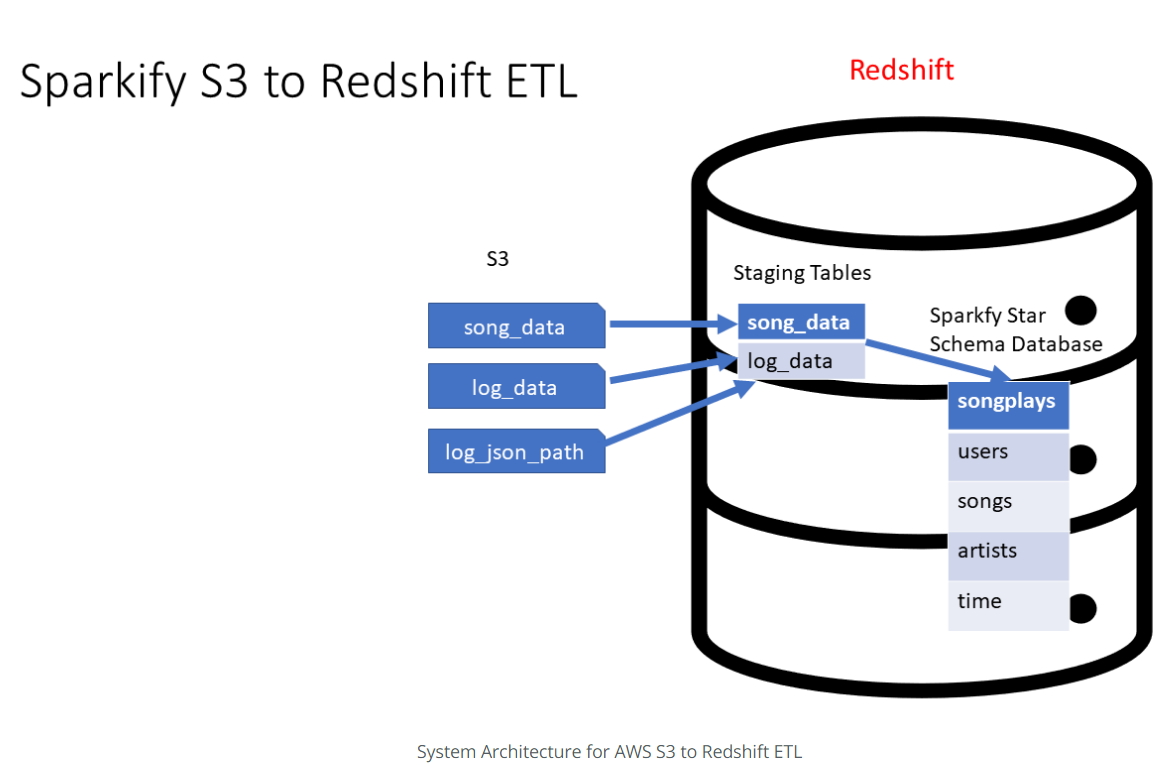 Sparkify S3 to Redshift ETL
Redshift
S3
song_data
log_data
log_json_path
Staging Tables
song_data
log_data
Sparkfy Star
Schema Database
songplays
users
songs
artists
time
System Architecture for AWS S3 to Redshift ETL